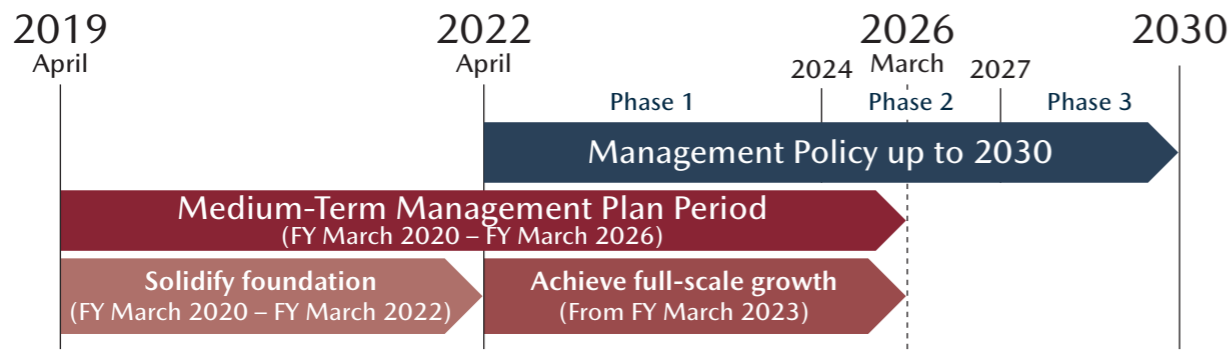 2019
April
2022
April
2024
2026
March
2027
2030
Phase 1
Phase 2
Phase 3
Management Policy up to 2030
Medium-Term Management Plan Period
(FY March 2020 – FY March 2026)
Solidify foundation
(FY March 2020 – FY March 2022)
Achieve full-scale growth
(From FY March 2023)